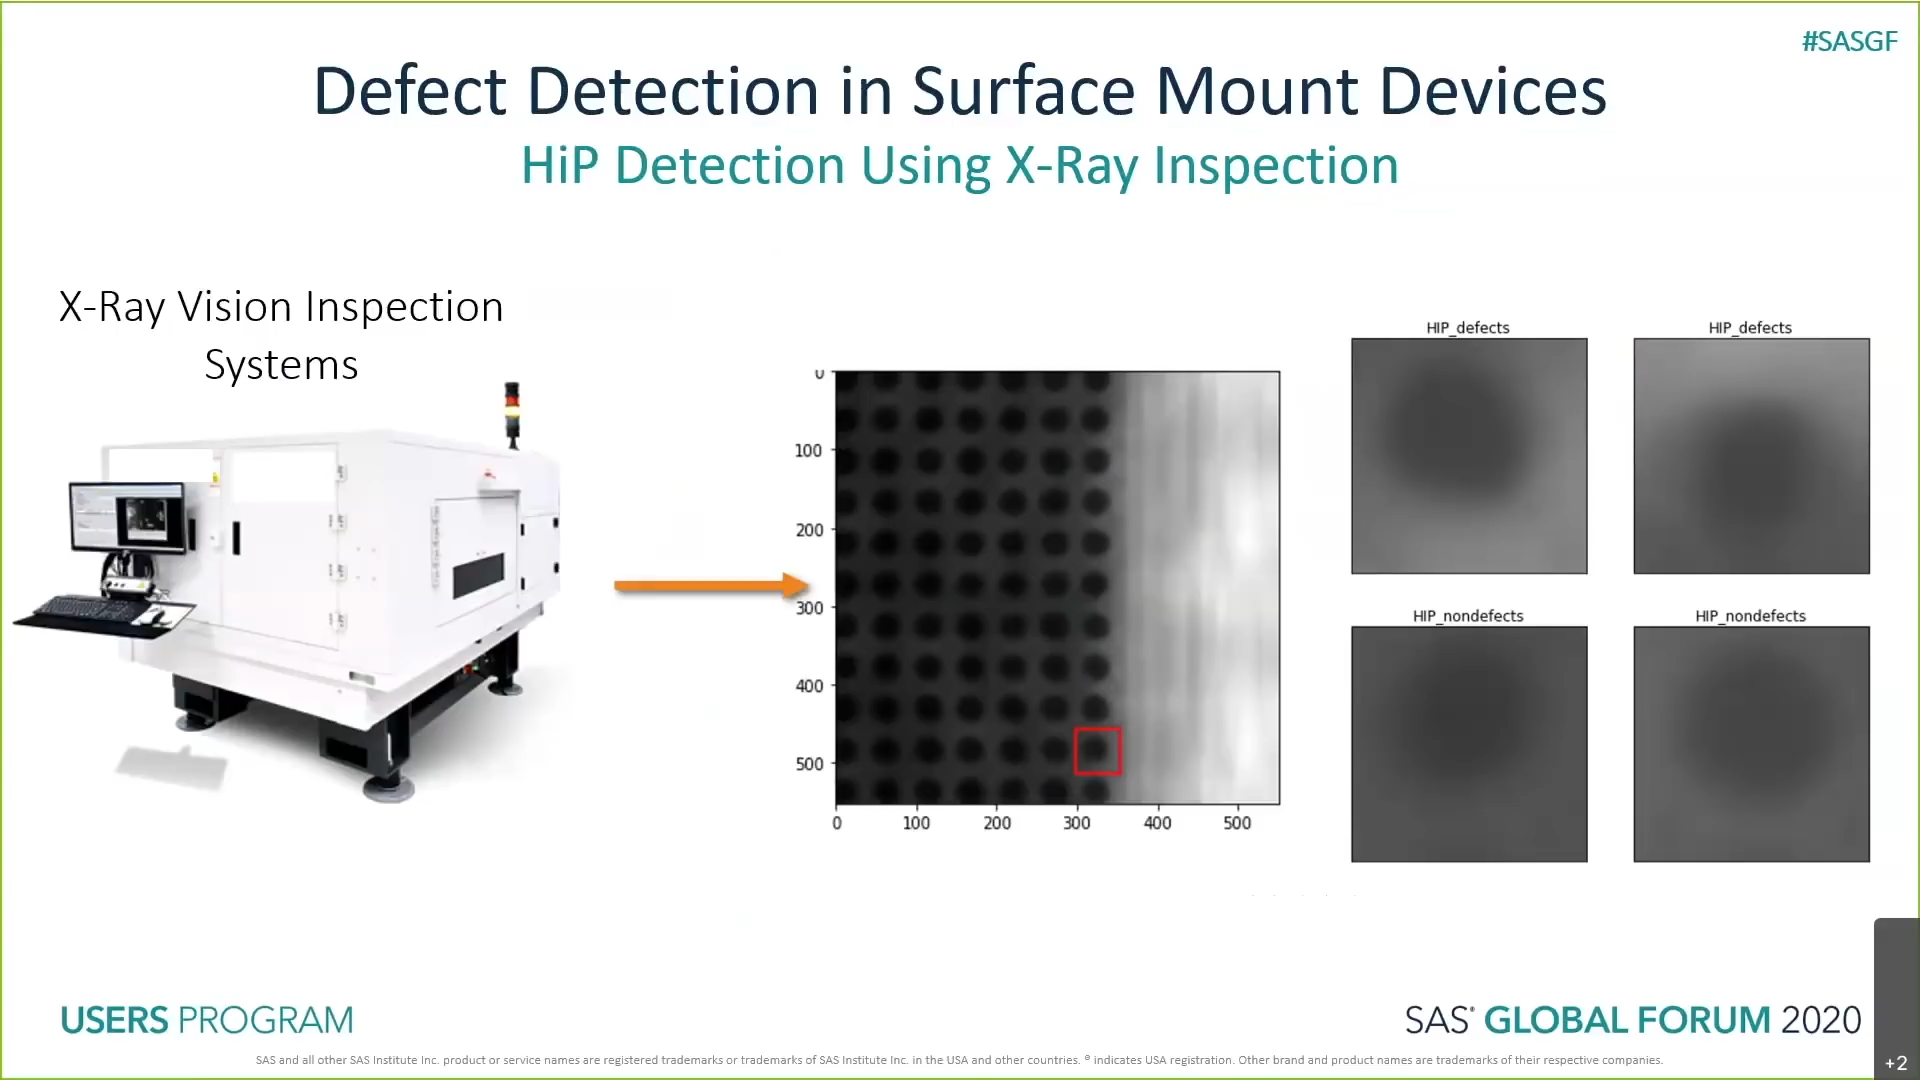 #SASGF
Defect Detection in Surface Mount Devices
HiP Detection Using X-Ray Inspection
X-Ray Vision Inspection
Systems
0
100
200
300
400
500
0
100
200
300
400
500
HIP_defects
HIP_defects
HIP_nondefects
HIP_nondefects
USERS PROGRAM
SAS® GLOBAL FORUM 2020
SAS and all other SAS Institute Inc. product or service names are registered trademarks or trademarks of SAS Institute Inc. in the USA and other countries. ® indicates USA registration. Other brand and product names are trademarks of their respective companies.
+2